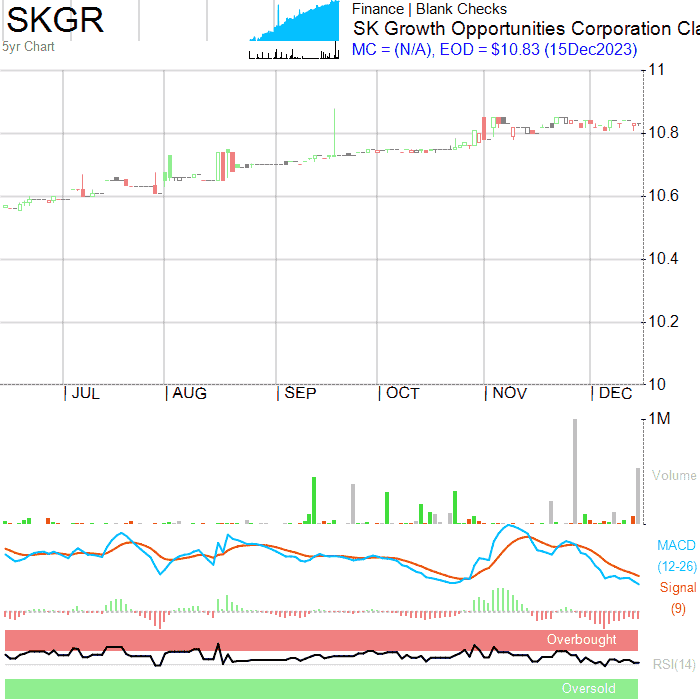 SKGR
5yr Chart
Finance | Blank Checks
SK Growth Opportunities Corporation Cla
MC = (N/A), EOD = $10.83 (15Dec2023)
11
10.8
10.6
10.4
10.2
10
JUL AUG SEP OCT NOV DEC
1M
Volume
MACD
(12-26)
Signal
(9)
Overbought
RSI(14)
Oversold